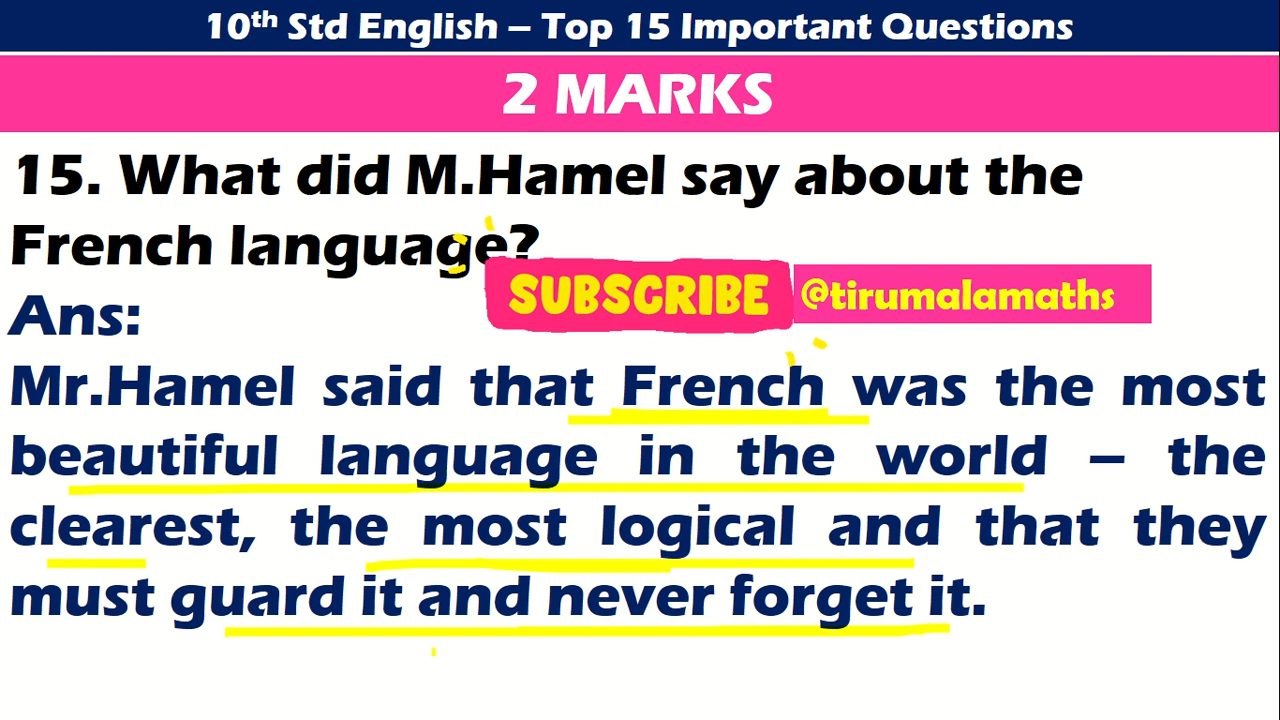 10th Std English – Top 15 Important Questions
2 MARKS
15. What did M.Hamel say about the
French language?
SUBSCRIBE @tirumalamaths
Ans:
Mr.Hamel said that French was the most
beautiful language in the world – the
clearest, the most logical and that they
must guard it and never forget it.